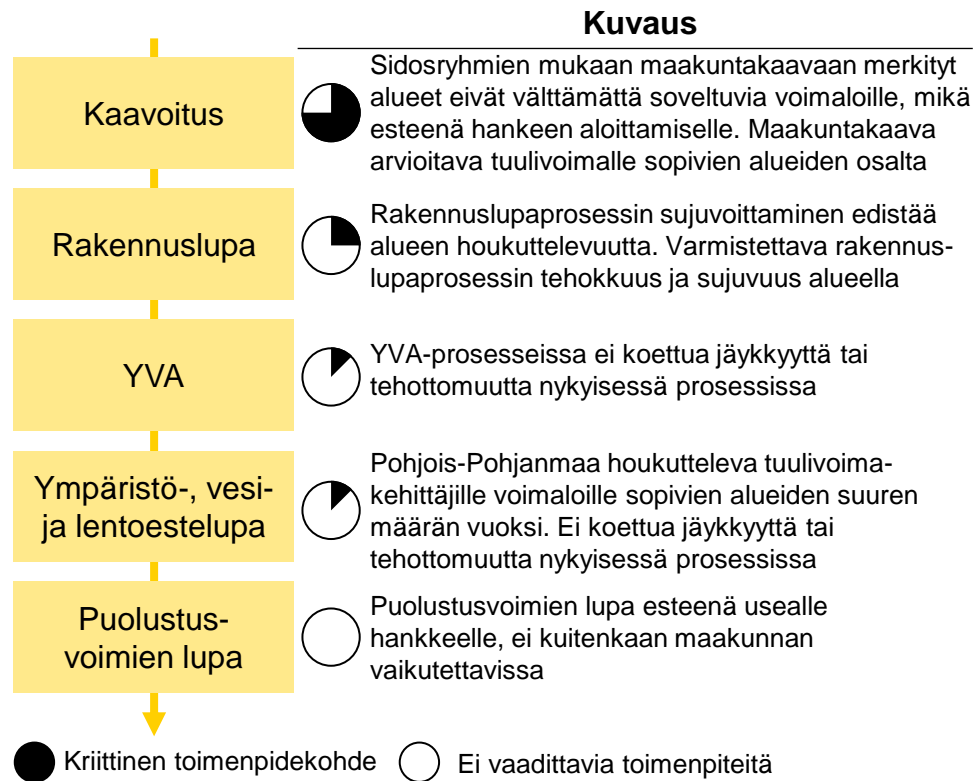 Kuvaus
Kaavoitus
Sidosryhmien mukaan maakuntakaavaan merkityt
alueet eivät välttämättä soveltuvia voimaloille, mikä
esteenä hankeen aloittamiselle. Maakuntakaava
arvioitava tuulivoimalle sopivien alueiden osalta
Rakennuslupa
Rakennuslupaprosessin sujuvoittaminen edistää
alueen houkuttelevuutta. Varmistettava rakennus-
lupaprosessin tehokkuus ja sujuvuus alueella
YVA
YVA-prosesseissa ei koettua jäykkyyttä tai
tehottomuutta nykyisessä prosessissa
Ympäristö-, vesi-
ja lentoestelupa
Pohjois-Pohjanmaa houkutteleva tuulivoima-
kehittäjille voimaloille sopivien alueiden suuren
määrän vuoksi. Ei koettua jäykkyyttä tai
tehottomuutta nykyisessä prosessissa
Puolustus-
voimien lupa
Puolustusvoimien lupa esteenä usealle
hankkeelle, ei kuitenkaan maakunnan
vaikutettavissa
Kriittinen toimenpidekohde
Ei vaadittavia toimenpiteitä